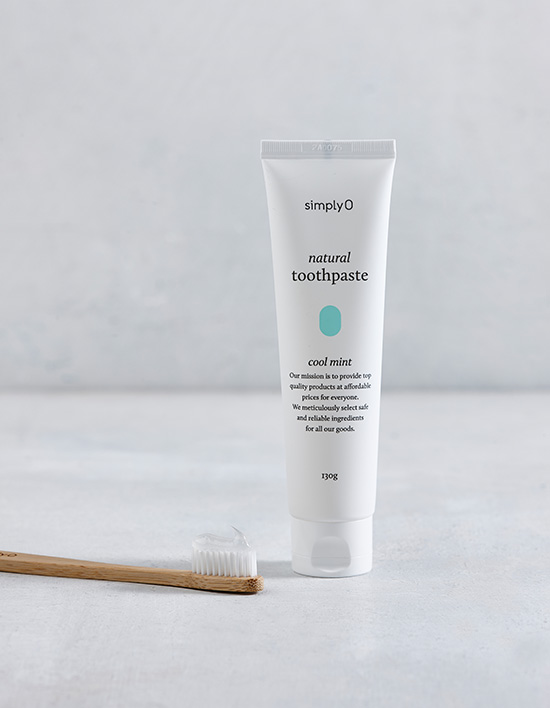 simplyO
natural
toothpaste
cool mint
Our mission is to provide top
quality products at affordable
prices for everyone.
We meticulously select safe
and reliable ingredients
for all our goods.
130g